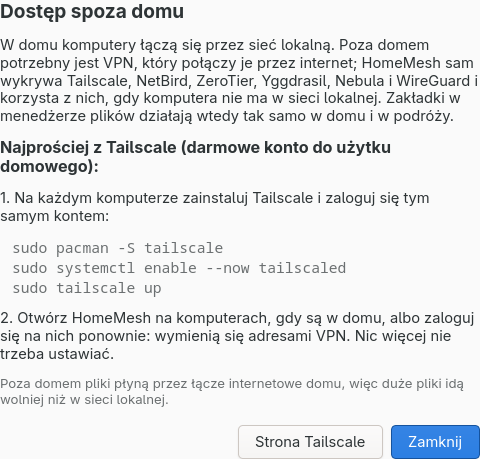 Dostęp spoza domu
W domu komputery łączą się przez sieć lokalną. Poza domem
potrzebny jest VPN, który połączy je przez internet; HomeMesh sam
wykrywa Tailscale, NetBird, ZeroTier, Yggdrasil, Nebula i WireGuard i
korzysta z nich, gdy komputera nie ma w sieci lokalnej. Zakładki w
menedżerze plików działają wtedy tak samo w domu i w podróży.
Najprościej z Tailscale (darmowe konto do użytku
domowego):
1. Na każdym komputerze zainstaluj Tailscale i zaloguj się tym
samym kontem:
sudo pacman -S tailscale
sudo systemctl enable --now tailscaled
sudo tailscale up
2. Otwórz HomeMesh na komputerach, gdy są w domu, albo zaloguj
się na nich ponownie: wymienią się adresami VPN. Nic więcej nie
trzeba ustawiać.
Poza domem pliki płyną przez łącze internetowe domu, więc duże pliki idą
wolniej niż w sieci lokalnej.
Strona Tailscale
Zamknij